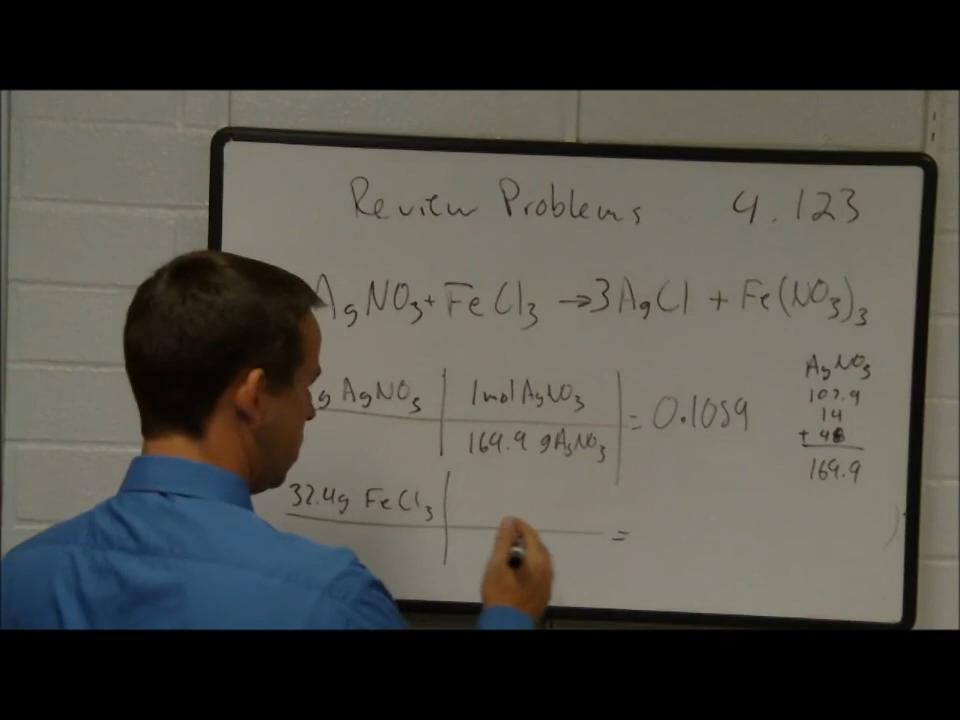 Review Problems 4.123
AgNO3 + FeCl3 → 3AgCl + Fe(NO3)3
g AgNO3 | 1mol AgNO3 | = 0.1059
169.9 gAgNO3
AgNO3
107.9
14
+ 48
169.9
32.4g FeCl3 | =